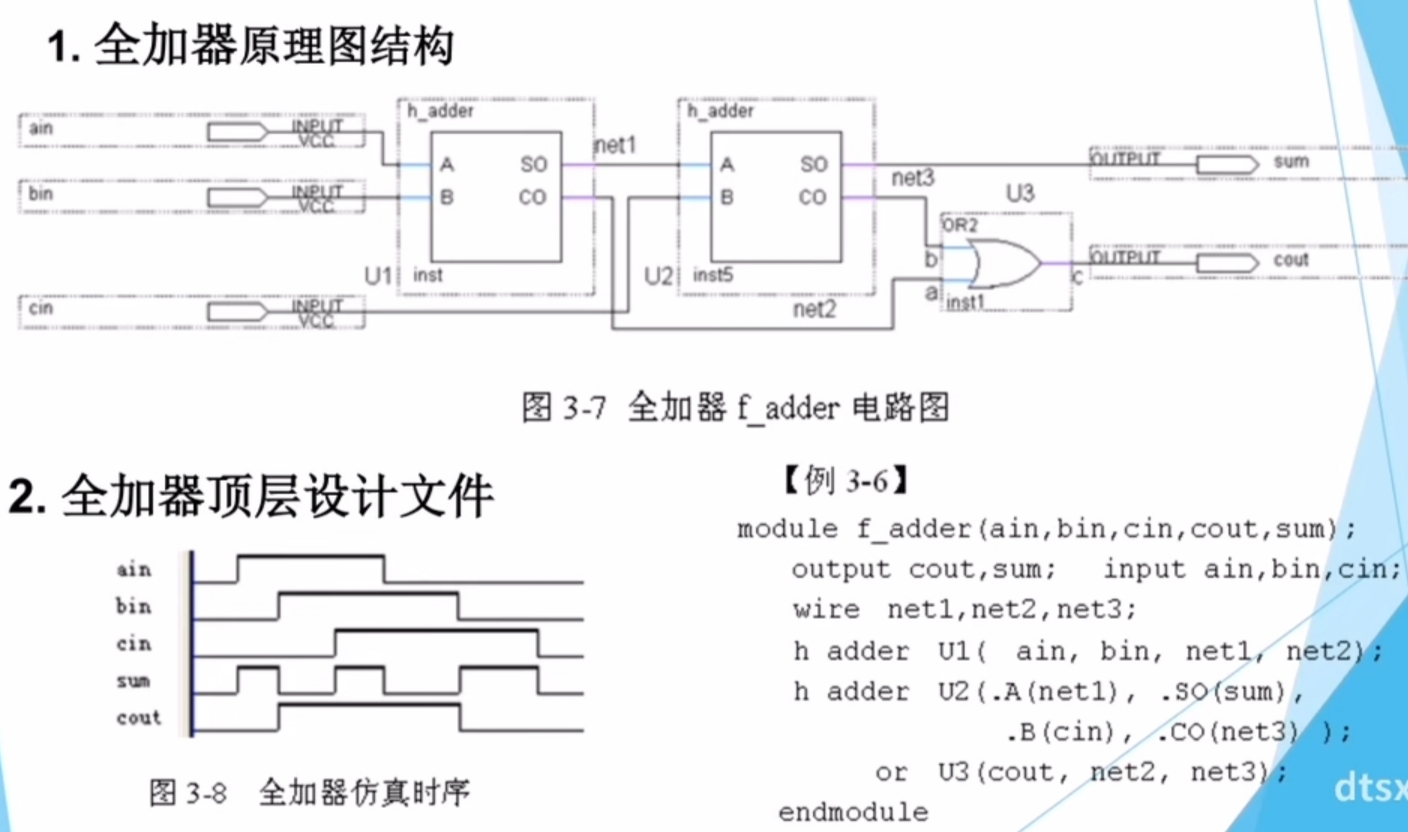 1. 全加器原理图结构
ain
INPUT
VCC
bin
INPUT
VCC
cin
INPUT
VCC
h_adder
A
SO
B
CO
U1
inst
net1
h_adder
A
SO
B
CO
U2
inst5
net2
net3
U3
OR2
b
a
c
inst1
OUTPUT
sum
OUTPUT
cout
图 3-7 全加器 f_adder 电路图
2. 全加器顶层设计文件
ain
bin
cin
sum
cout
图 3-8 全加器仿真时序
【例 3-6】
module f_adder(ain,bin,cin,cout,sum);
output cout,sum; input ain,bin,cin;
wire net1,net2,net3;
h adder U1( ain, bin, net1, net2);
h adder U2(.A(net1), .SO(sum),
.B(cin), .CO(net3) );
or U3(cout, net2, net3);
endmodule
dtsx